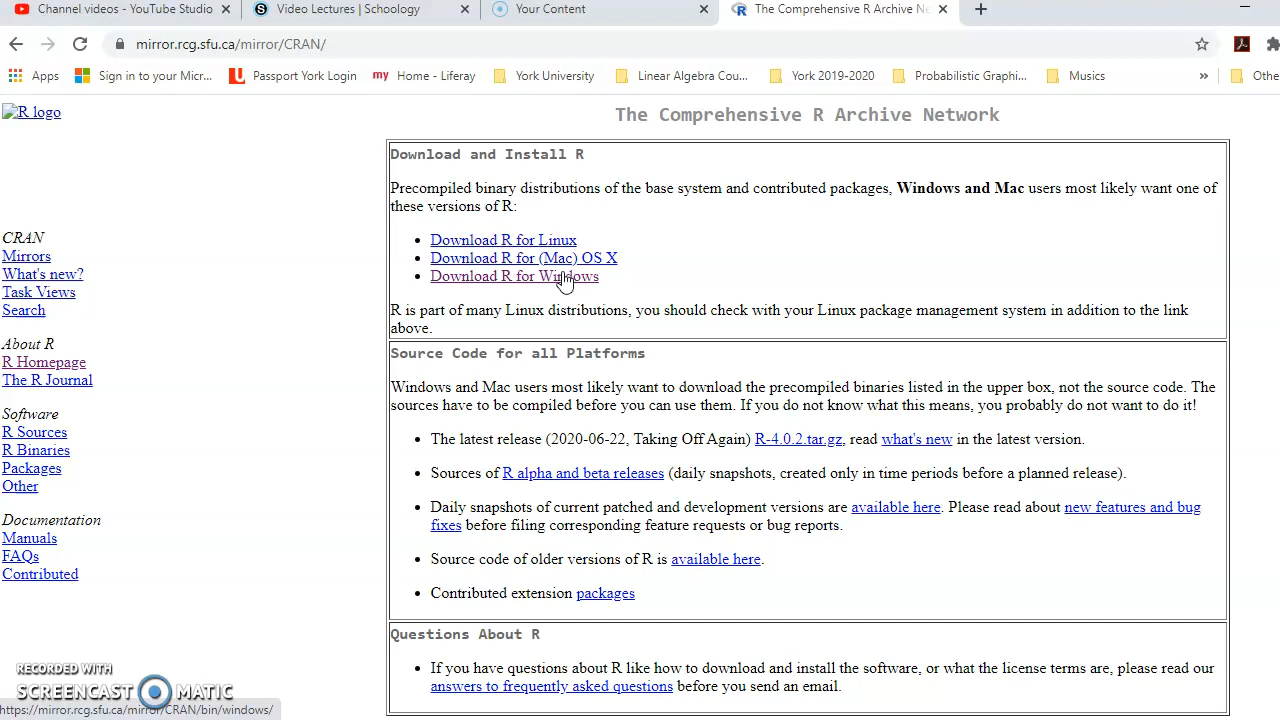 Channel videos - YouTube Studio
Video Lectures | Schoology
Your Content
The Comprehensive R Archive Ne
mirror.rcg.sfu.ca/mirror/CRAN/
Apps
Sign in to your Micr...
Passport York Login
my Home - Liferay
York University
Linear Algebra Cou...
York 2019-2020
Probabilistic Graphi...
Musics
»
Othe
R logo
The Comprehensive R Archive Network
CRAN
Mirrors
What's new?
Task Views
Search
About R
R Homepage
The R Journal
Software
R Sources
R Binaries
Packages
Other
Documentation
Manuals
FAQs
Contributed
Download and Install R
Precompiled binary distributions of the base system and contributed packages, Windows and Mac users most likely want one of
these versions of R:
• Download R for Linux
• Download R for (Mac) OS X
• Download R for Windows
R is part of many Linux distributions, you should check with your Linux package management system in addition to the link
above.
Source Code for all Platforms
Windows and Mac users most likely want to download the precompiled binaries listed in the upper box, not the source code. The
sources have to be compiled before you can use them. If you do not know what this means, you probably do not want to do it!
• The latest release (2020-06-22, Taking Off Again) R-4.0.2.tar.gz, read what's new in the latest version.
• Sources of R alpha and beta releases (daily snapshots, created only in time periods before a planned release).
• Daily snapshots of current patched and development versions are available here. Please read about new features and bug
fixes before filing corresponding feature requests or bug reports.
• Source code of older versions of R is available here.
• Contributed extension packages
Questions About R
• If you have questions about R like how to download and install the software, or what the license terms are, please read our
answers to frequently asked questions before you send an email.
RECORDED WITH
SCREENCAST MATIC
https://mirror.rcg.sfu.ca/mirror/CRAN/bin/windows/